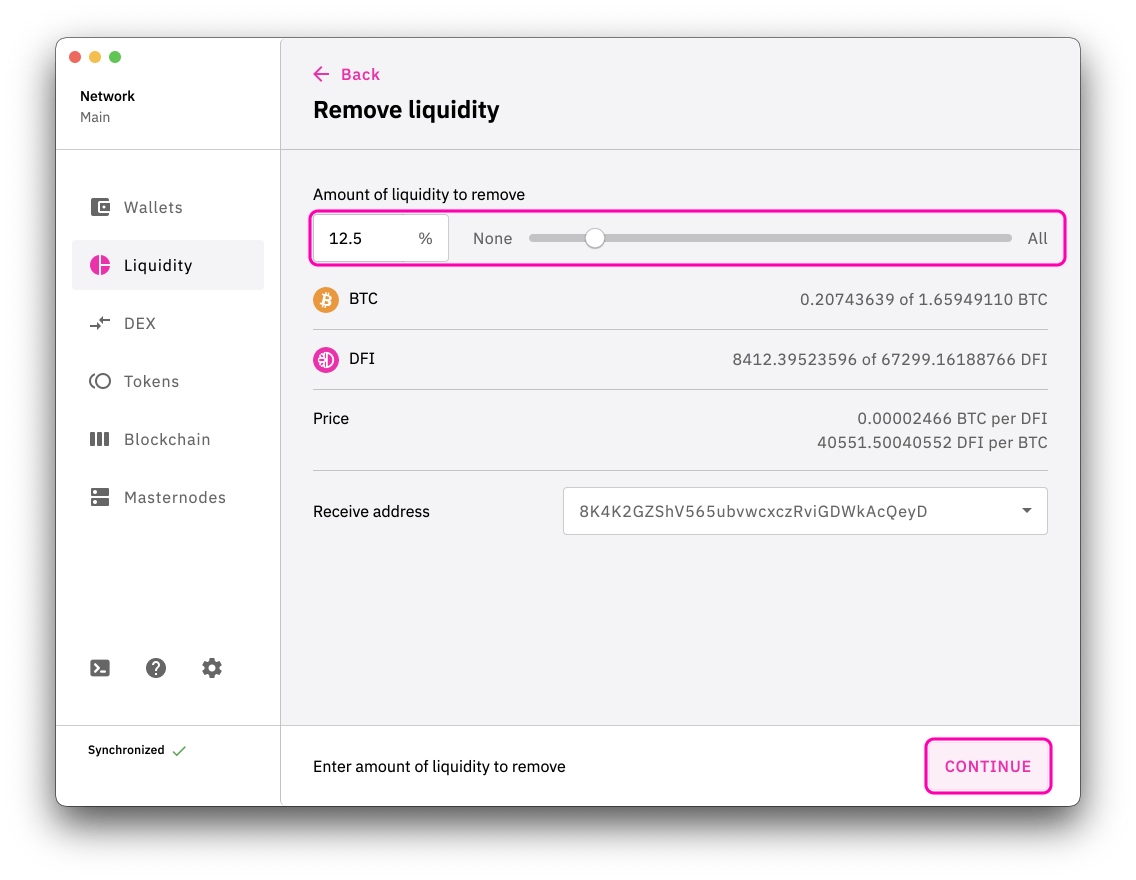 Network
Main
Wallets
Liquidity
DEX
Tokens
Blockchain
Masternodes
Synchronized
Back
Remove liquidity
Amount of liquidity to remove
12.5 % None All
BTC 0.20743639 of 1.65949110 BTC
DFI 8412.39523596 of 67299.16188766 DFI
Price 0.00002466 BTC per DFI
40551.50040552 DFI per BTC
Receive address 8K4K2GZShV565ubvwcxczRviGDWkAcQeyD
Enter amount of liquidity to remove CONTINUE